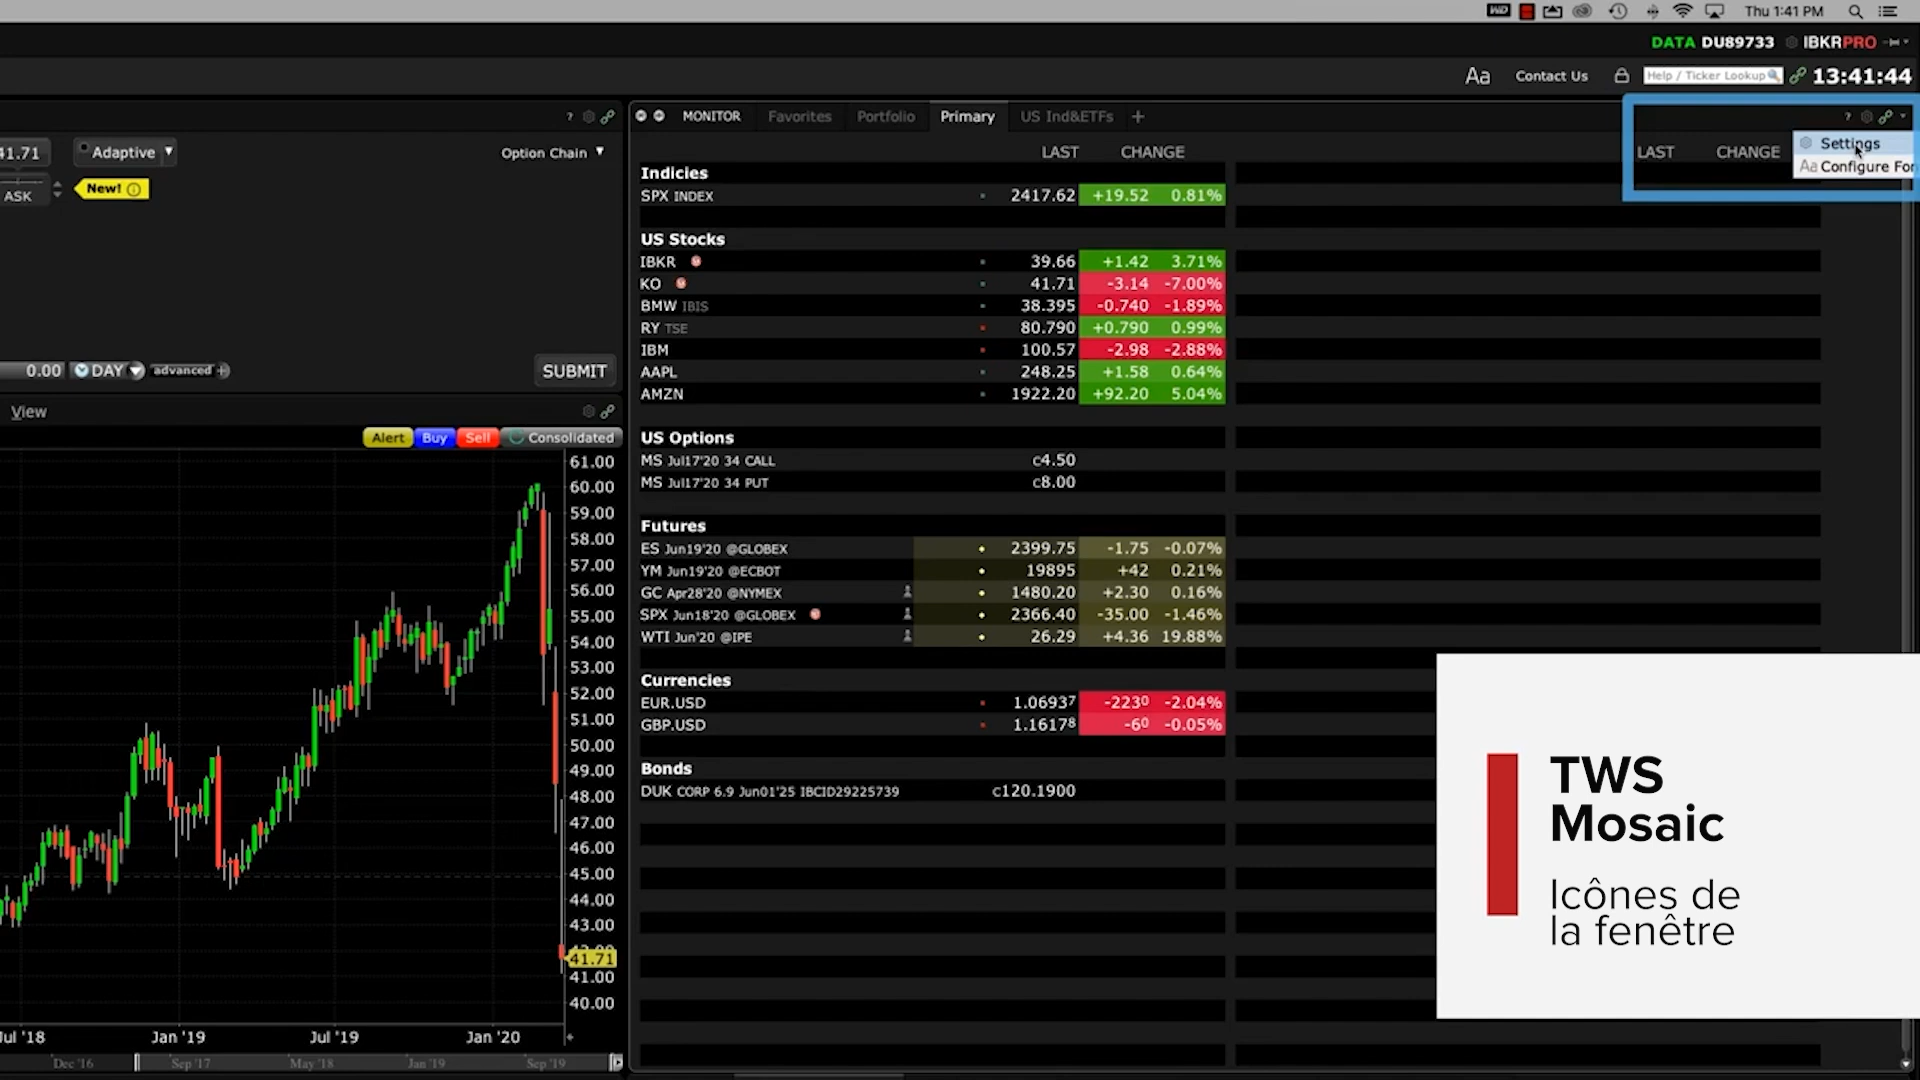 Thu 1:41 PM
DATA DU89733 IBKRPRO
Aa Contact Us Help / Ticker Lookup 13:41:44
41.71 Adaptive Option Chain
ASK New!
0.00 DAY advanced + SUBMIT
View
Alert Buy Sell Consolidated
61.00
60.00
59.00
58.00
57.00
56.00
55.00
54.00
53.00
52.00
51.00
50.00
49.00
48.00
47.00
46.00
45.00
44.00
43.00
41.71
41.00
40.00
Jul '18 Jan '19 Jul '19 Jan '20
Dec '16 Sep '17 May '18 Jan '19 Sep '19
MONITOR Favorites Portfolio Primary US Ind&ETFs +
LAST CHANGE
Indicies
SPX INDEX 2417.62 +19.52 0.81%
US Stocks
IBKR 39.66 +1.42 3.71%
KO 41.71 -3.14 -7.00%
BMW IBIS 38.395 -0.740 -1.89%
RY TSE 80.790 +0.790 0.99%
IBM 100.57 -2.98 -2.88%
AAPL 248.25 +1.58 0.64%
AMZN 1922.20 +92.20 5.04%
US Options
MS Jul17'20 34 CALL c4.50
MS Jul17'20 34 PUT c8.00
Futures
ES Jun19'20 @GLOBEX 2399.75 -1.75 -0.07%
YM Jun19'20 @ECBOT 19895 +42 0.21%
GC Apr28'20 @NYMEX 1480.20 +2.30 0.16%
SPX Jun18'20 @GLOBEX 2366.40 -35.00 -1.46%
WTI Jun'20 @IPE 26.29 +4.36 19.88%
Currencies
EUR.USD 1.06937 -2230 -2.04%
GBP.USD 1.16178 -60 -0.05%
Bonds
DUK CORP 6.9 Jun01'25 IBCID29225739 c120.1900
?
LAST CHANGE
Settings
Aa Configure For
TWS
Mosaic
Icônes de
la fenêtre